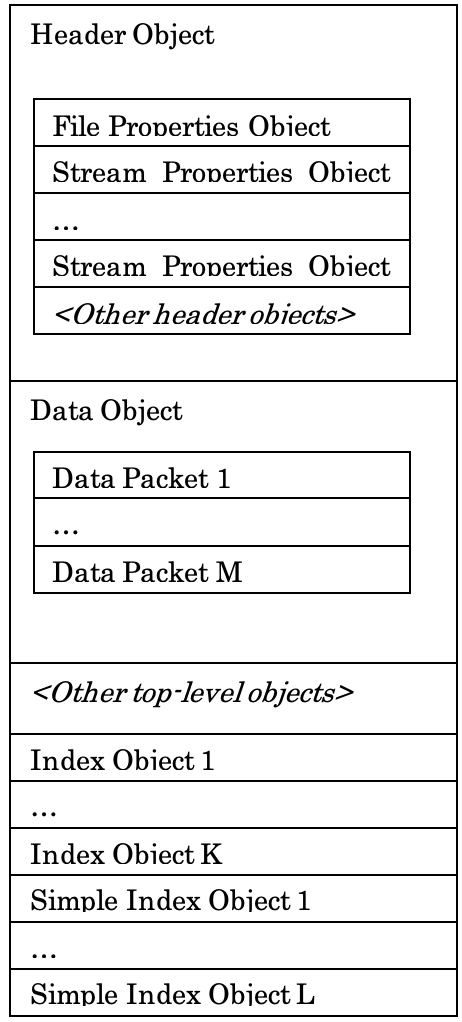 Header Object
File Properties Object
Stream Properties Object
...
Stream Properties Object
<Other header objects>
Data Object
Data Packet 1
...
Data Packet M
<Other top-level objects>
Index Object 1
...
Index Object K
Simple Index Object 1
...
Simple Index Object L